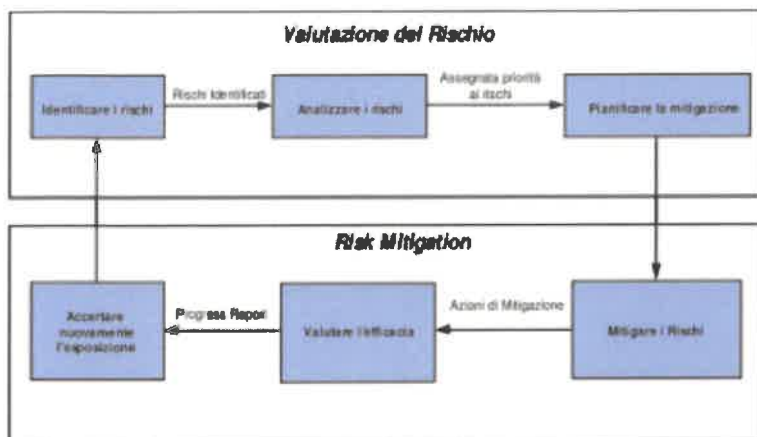 Valutazione del Rischio
Identificare i rischi
Rischi Identificati
Analizzare i rischi
Assegnata priorità
ai rischi
Pianificare la mitigazione
Risk Mitigation
Accertare
nuovamente
l'esposizione
Progress Report
Valutare l'efficacia
Azioni di Mitigazione
Mitigare i Rischi